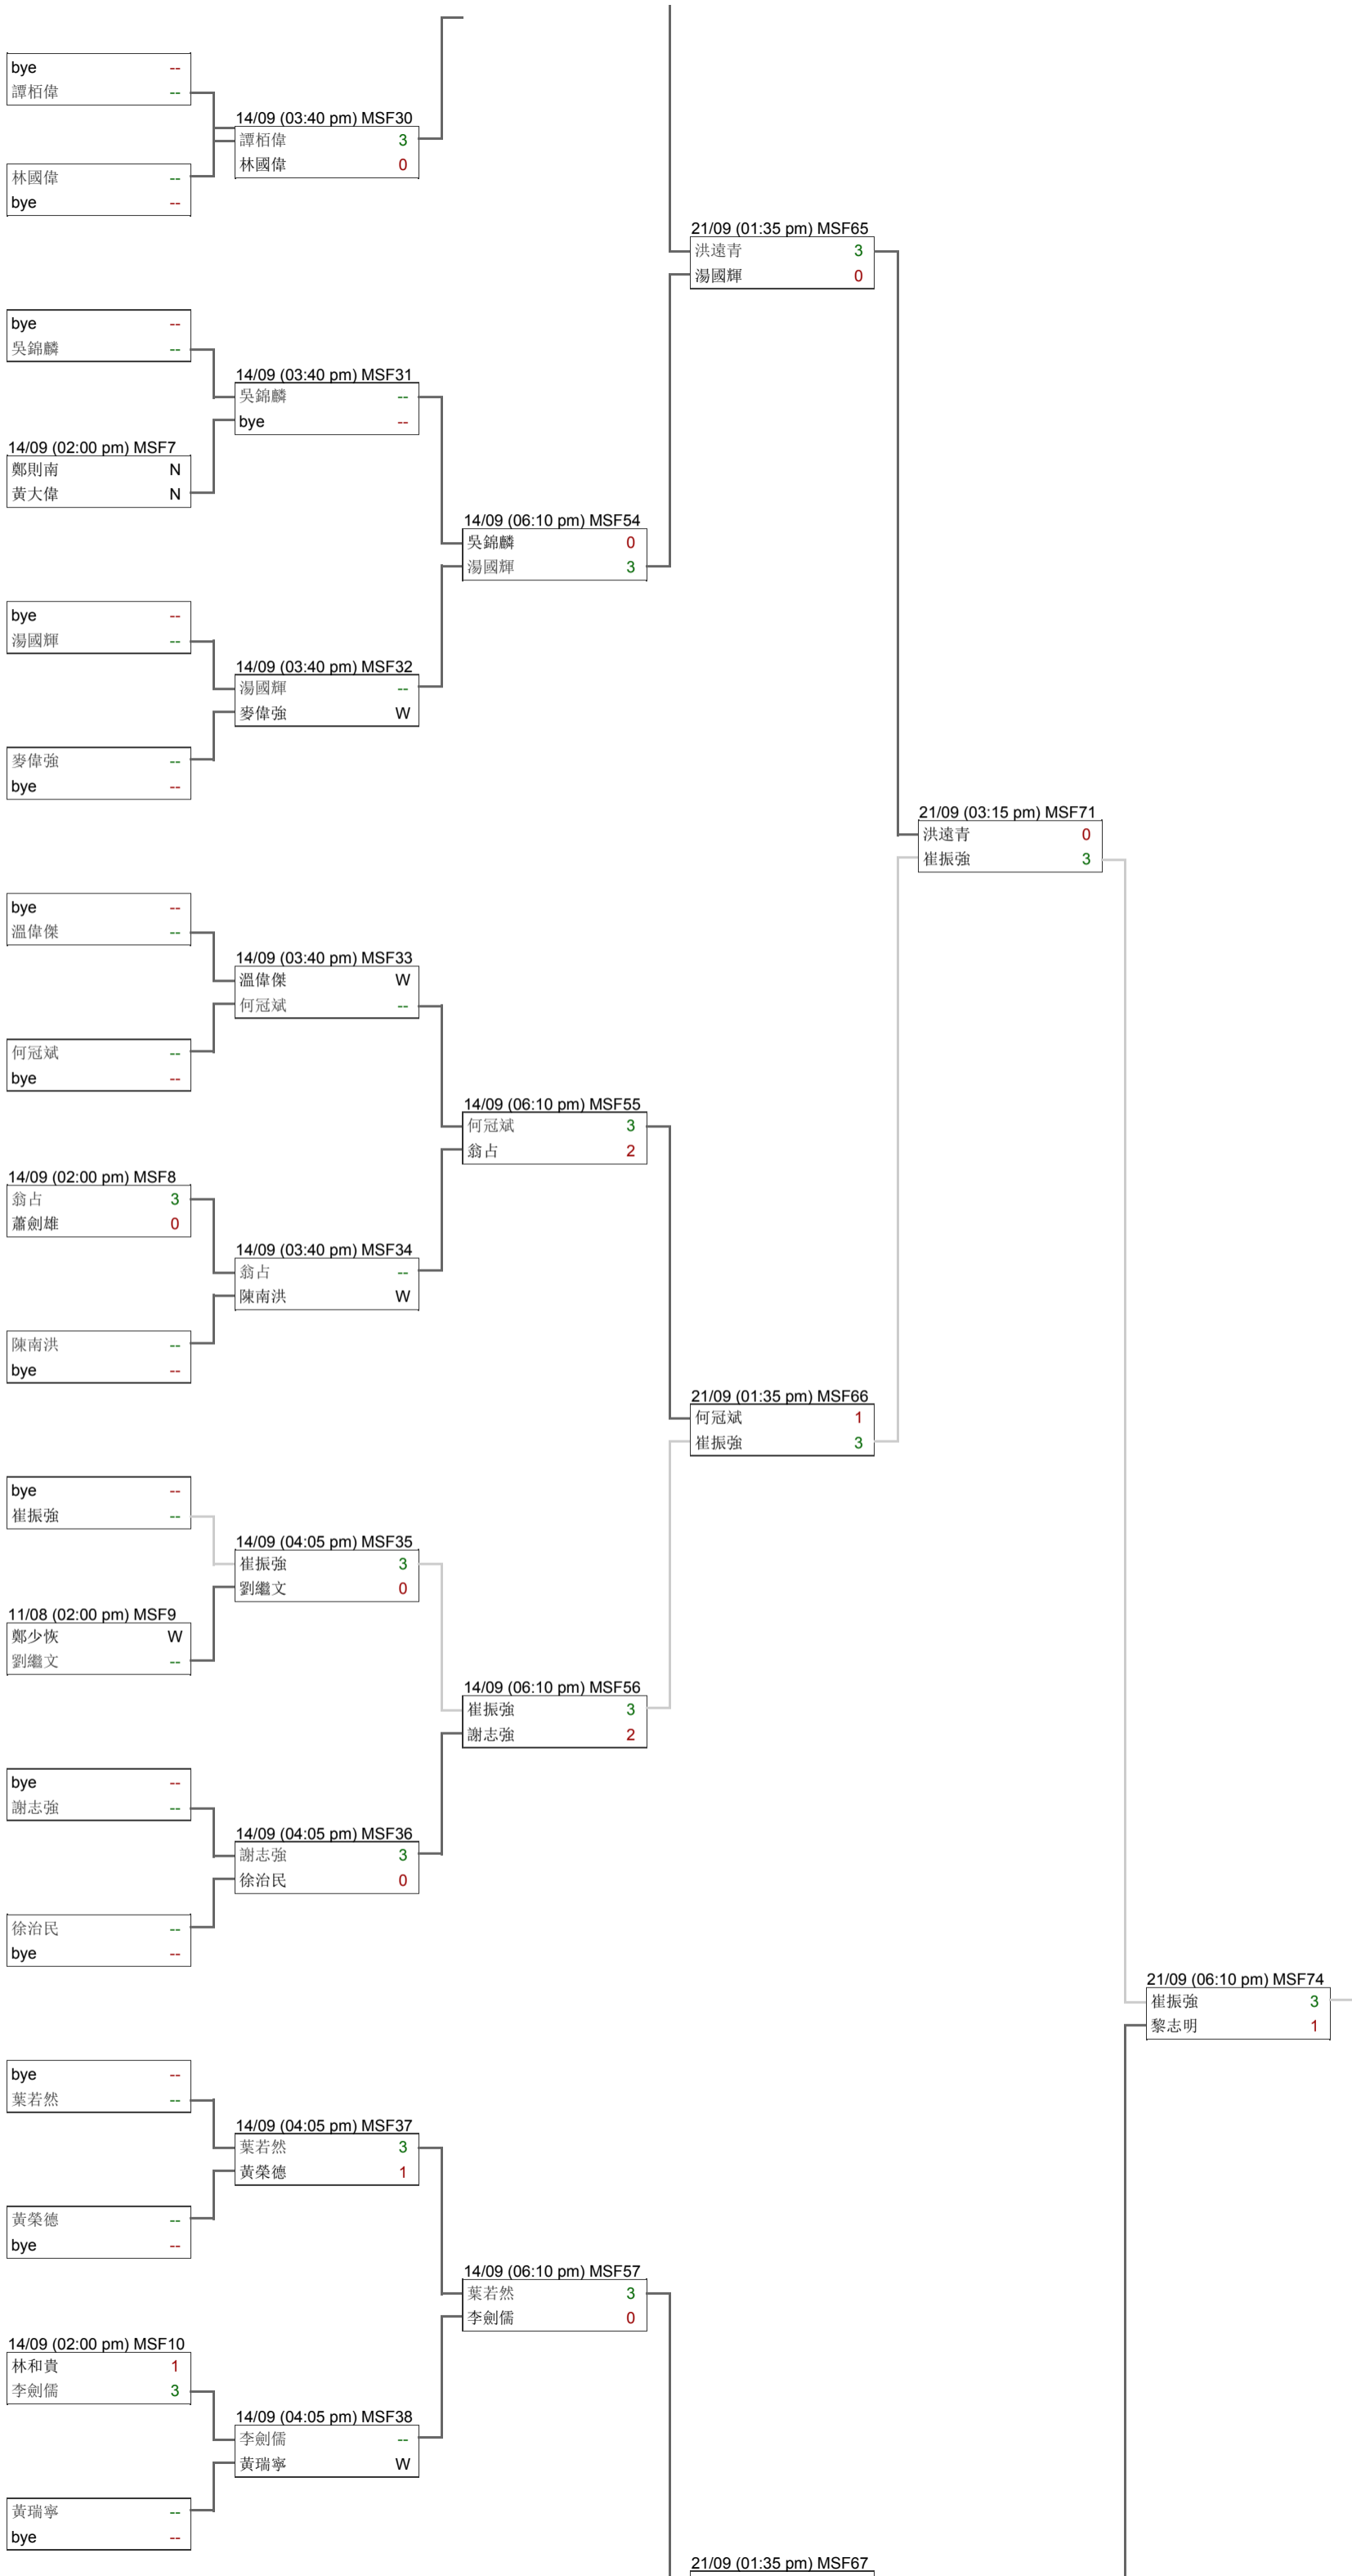 bye --
譚栢偉 --
14/09 (03:40 pm) MSF30
譚栢偉 3
林國偉 0
林國偉 --
bye --
21/09 (01:35 pm) MSF65
洪遠青 3
湯國輝 0
bye --
吳錦麟 --
14/09 (03:40 pm) MSF31
吳錦麟 --
bye --
14/09 (02:00 pm) MSF7
鄭則南 N
黃大偉 N
14/09 (06:10 pm) MSF54
吳錦麟 0
湯國輝 3
bye --
湯國輝 --
14/09 (03:40 pm) MSF32
湯國輝 --
麥偉強 W
麥偉強 --
bye --
21/09 (03:15 pm) MSF71
洪遠青 0
崔振強 3
bye --
溫偉傑 --
14/09 (03:40 pm) MSF33
溫偉傑 W
何冠斌 --
何冠斌 --
bye --
14/09 (06:10 pm) MSF55
何冠斌 3
翁占 2
14/09 (02:00 pm) MSF8
翁占 3
蕭劍雄 0
14/09 (03:40 pm) MSF34
翁占 --
陳南洪 W
陳南洪 --
bye --
21/09 (01:35 pm) MSF66
何冠斌 1
崔振強 3
bye --
崔振強 --
14/09 (04:05 pm) MSF35
崔振強 3
劉繼文 0
11/08 (02:00 pm) MSF9
鄭少恢 W
劉繼文 --
14/09 (06:10 pm) MSF56
崔振強 3
謝志強 2
bye --
謝志強 --
14/09 (04:05 pm) MSF36
謝志強 3
徐治民 0
徐治民 --
bye --
21/09 (06:10 pm) MSF74
崔振強 3
黎志明 1
bye --
葉若然 --
14/09 (04:05 pm) MSF37
葉若然 3
黃榮德 1
黃榮德 --
bye --
14/09 (06:10 pm) MSF57
葉若然 3
李劍儒 0
14/09 (02:00 pm) MSF10
林和貴 1
李劍儒 3
14/09 (04:05 pm) MSF38
李劍儒 --
黃瑞寧 W
黃瑞寧 --
bye --
21/09 (01:35 pm) MSF67